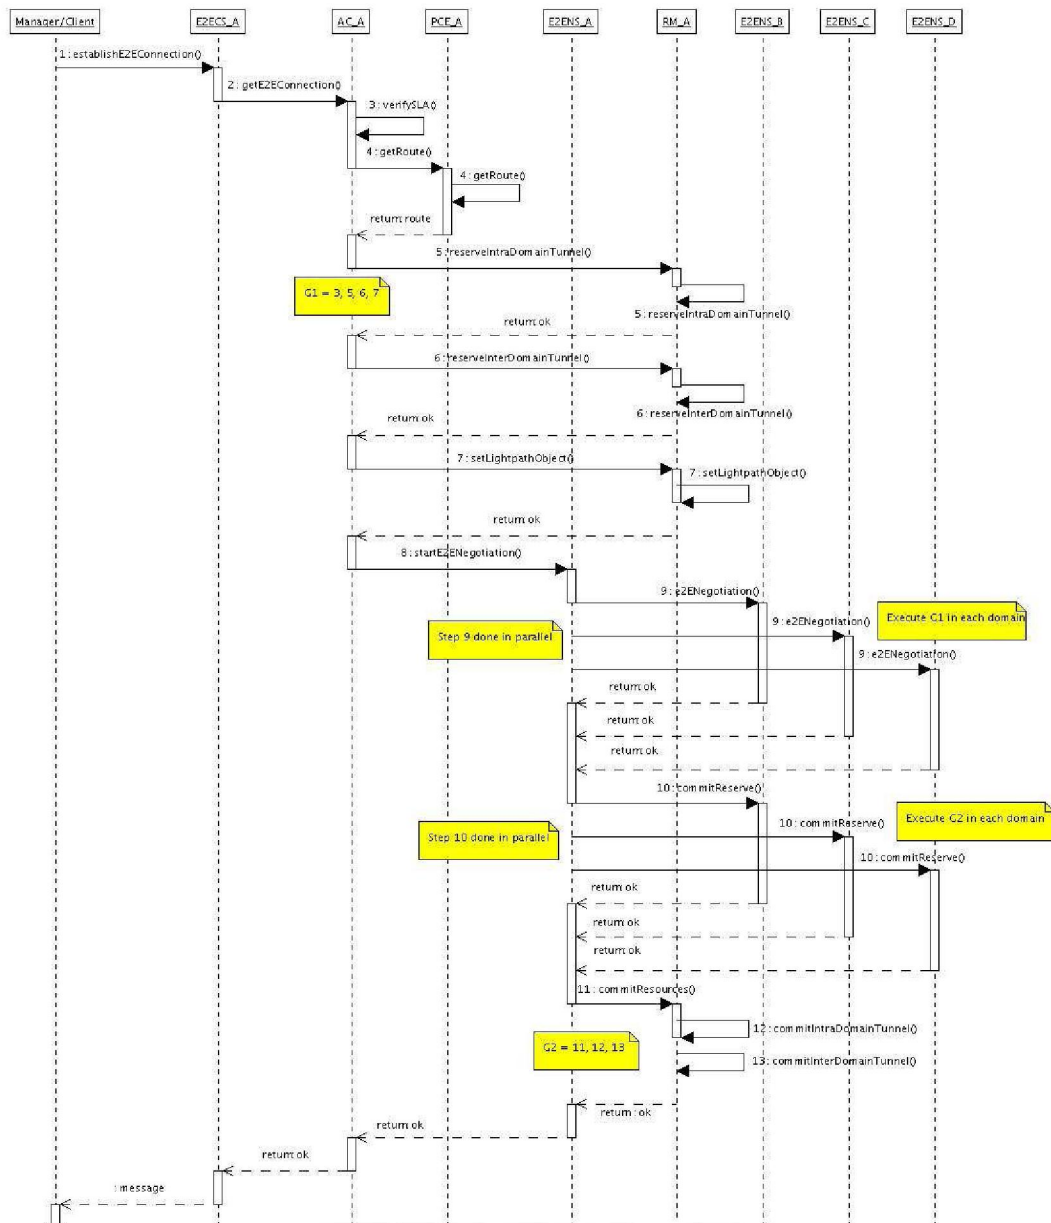 Manager/Client E2ECS_A AC_A PCE_A E2ENS_A RM_A E2ENS_B E2ENS_C E2ENS_D
1 : establishE2EConnection()
2 : getE2EConnection()
3 : verifySLA()
4 : getRoute()
4 : getRoute()
return: route
5 : reserveIntraDomainTunnel()
G1 = 3, 5, 6, 7
5 : reserveIntraDomainTunnel()
return: ok
6 : reserveInterDomainTunnel()
6 : reserveInterDomainTunnel()
return: ok
7 : setLightpathObject()
7 : setLightpathObject()
return: ok
8 : startE2ENegotiation()
9 : e2ENegotiation()
Execute G1 in each domain
9 : e2ENegotiation()
Step 9 done in parallel
9 : e2ENegotiation()
return: ok
return: ok
return: ok
10 : commitReserve()
Execute G2 in each domain
10 : commitReserve()
Step 10 done in parallel
10 : commitReserve()
return: ok
return: ok
return: ok
11 : commitResources()
12 : commitIntraDomainTunnel()
G2 = 11, 12, 13
13 : commitInterDomainTunnel()
return : ok
return: ok
return: ok
: message